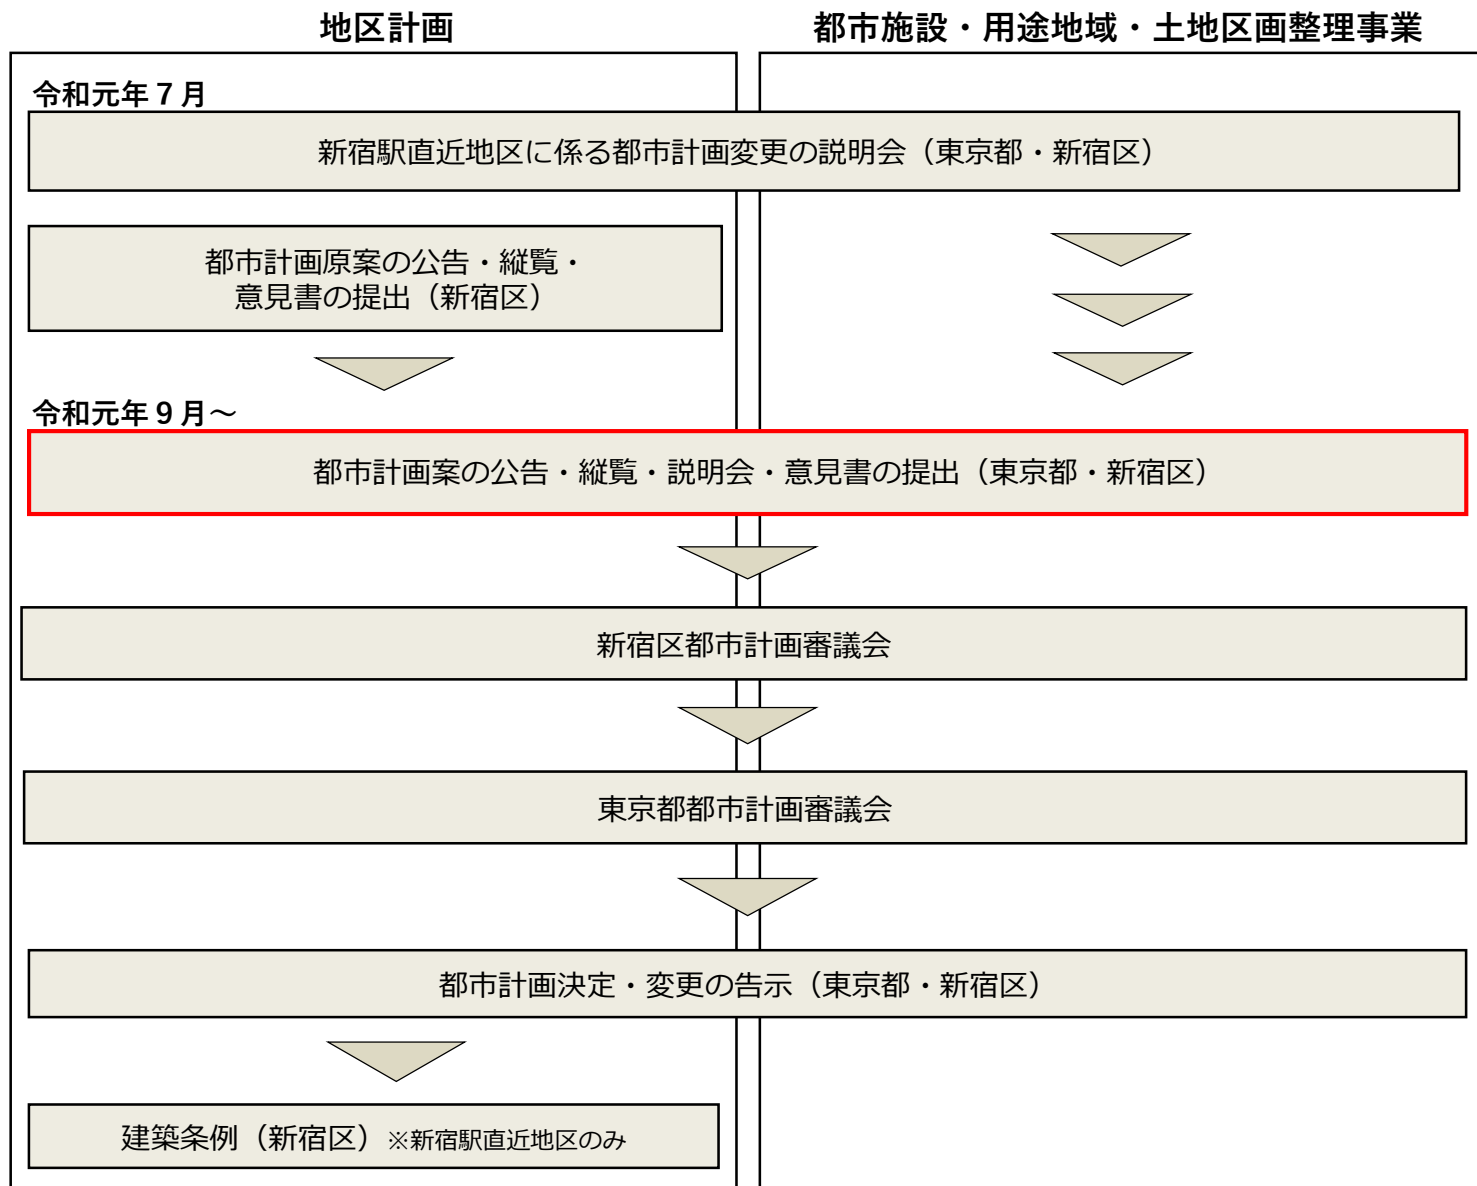 地区計画
都市施設・用途地域・土地区画整理事業
令和元年７月
新宿駅直近地区に係る都市計画変更の説明会（東京都・新宿区）
都市計画原案の公告・縦覧・
意見書の提出（新宿区）
令和元年９月～
都市計画案の公告・縦覧・説明会・意見書の提出（東京都・新宿区）
新宿区都市計画審議会
東京都都市計画審議会
都市計画決定・変更の告示（東京都・新宿区）
建築条例（新宿区）※新宿駅直近地区のみ